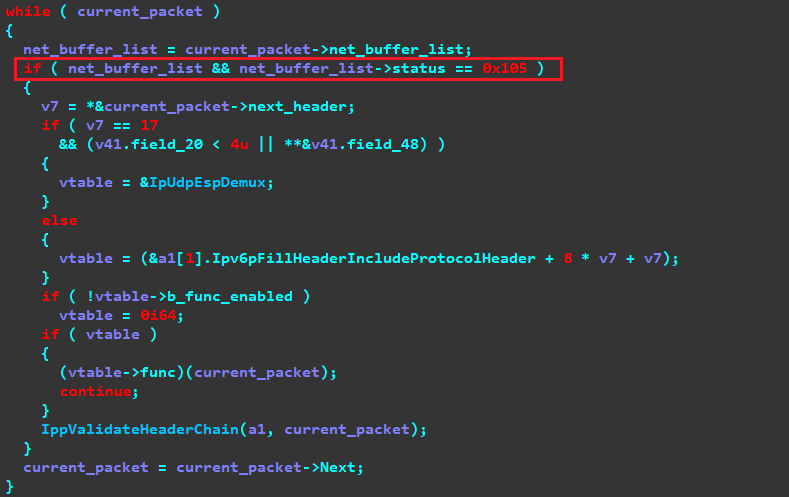 while ( current_packet )
{
  net_buffer_list = current_packet->net_buffer_list;
  if ( net_buffer_list && net_buffer_list->status == 0x105 )
  {
    v7 = *&current_packet->next_header;
    if ( v7 == 17
      && (v41.field_20 < 4u || **&v41.field_48) )
    {
      vtable = &IpUdpEspDemux;
    }
    else
    {
      vtable = (&a1[1].Ipv6pFillHeaderIncludeProtocolHeader + 8 * v7 + v7);
    }
    if ( !vtable->b_func_enabled )
      vtable = 0i64;
    if ( vtable )
    {
      (vtable->func)(current_packet);
      continue;
    }
    IppValidateHeaderChain(a1, current_packet);
  }
  current_packet = current_packet->Next;
}